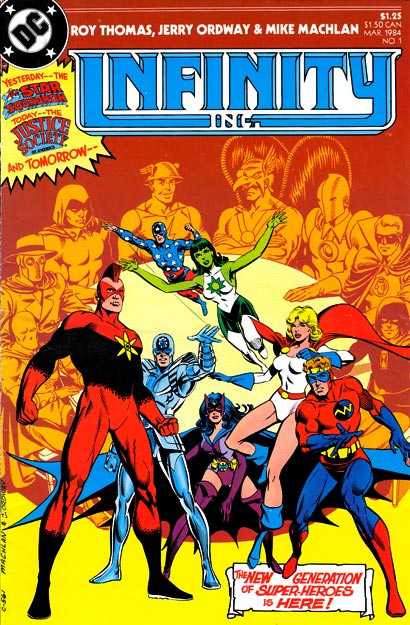 DC
ROY THOMAS, JERRY ORDWAY & MIKE MACHLAN
$1.25
$1.50 CAN
MAR. 1984
NO 1
INFINITY
INC.
YESTERDAY--THE
ALL STAR
SQUADRON
TODAY--THE
JUSTICE
SOCIETY
OF AMERICA
AND TOMORROW--
W
MACHLAN & J. ORDWAY
THE NEW GENERATION
OF SUPER-HEROES
IS HERE!